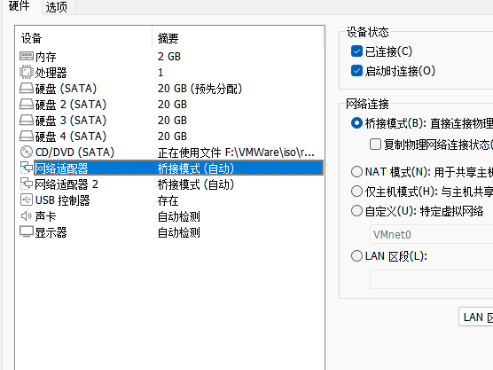 硬件 选项
设备 摘要
内存 2 GB
处理器 1
硬盘 (SATA) 20 GB (预先分配)
硬盘 2 (SATA) 20 GB
硬盘 3 (SATA) 20 GB
硬盘 4 (SATA) 20 GB
CD/DVD (SATA) 正在使用文件 F:\VMWare\iso\r...
网络适配器 桥接模式 (自动)
网络适配器 2 桥接模式 (自动)
USB 控制器 存在
声卡 自动检测
显示器 自动检测
设备状态
已连接(C)
启动时连接(O)
网络连接
桥接模式(B): 直接连接物理
复制物理网络连接状态(
NAT 模式(N): 用于共享主机
仅主机模式(H): 与主机共享
自定义(U): 特定虚拟网络
VMnet0
LAN 区段(L):
LAN 区